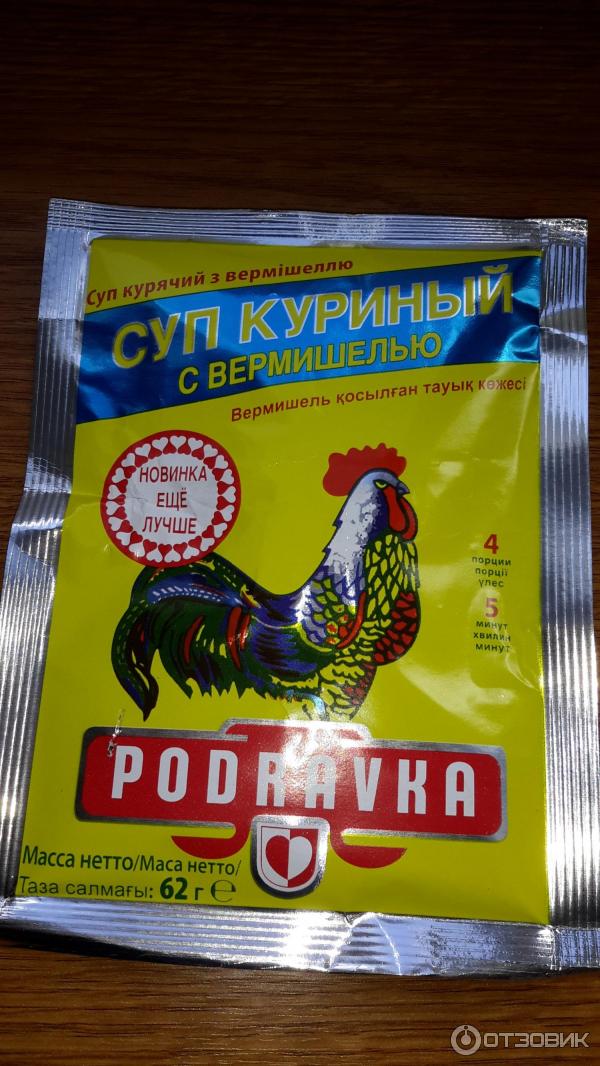 Суп курячий з вермішеллю
СУП КУРИНЫЙ
С ВЕРМИШЕЛЬЮ
Вермишель қосылған тауық көжесі
НОВИНКА
ЕЩЁ
ЛУЧШЕ
4
порции
порції
үлес
5
минут
хвилин
минут
PODRAVKA
Масса нетто/Маса нетто/
Таза салмағы: 62 г ℮
ОТЗОВИК